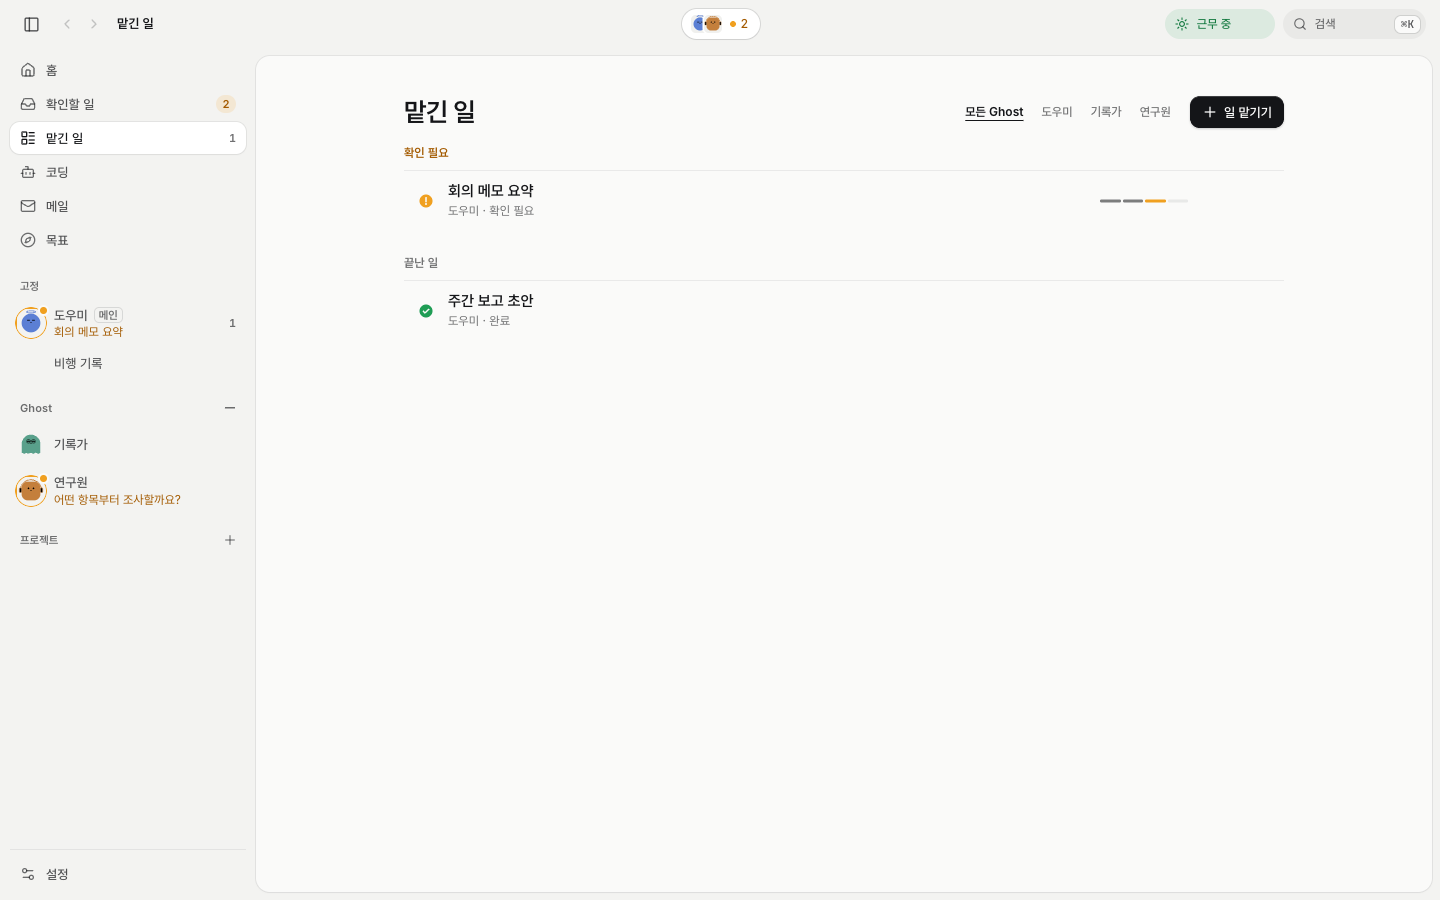 맡긴 일
2
근무 중
검색
⌘K
홈
확인할 일
2
맡긴 일
1
코딩
메일
목표
고정
도우미
메인
회의 메모 요약
1
비행 기록
Ghost
기록가
연구원
어떤 항목부터 조사할까요?
프로젝트
설정
맡긴 일
모든 Ghost
도우미
기록가
연구원
일 맡기기
확인 필요
회의 메모 요약
도우미 · 확인 필요
끝난 일
주간 보고 초안
도우미 · 완료